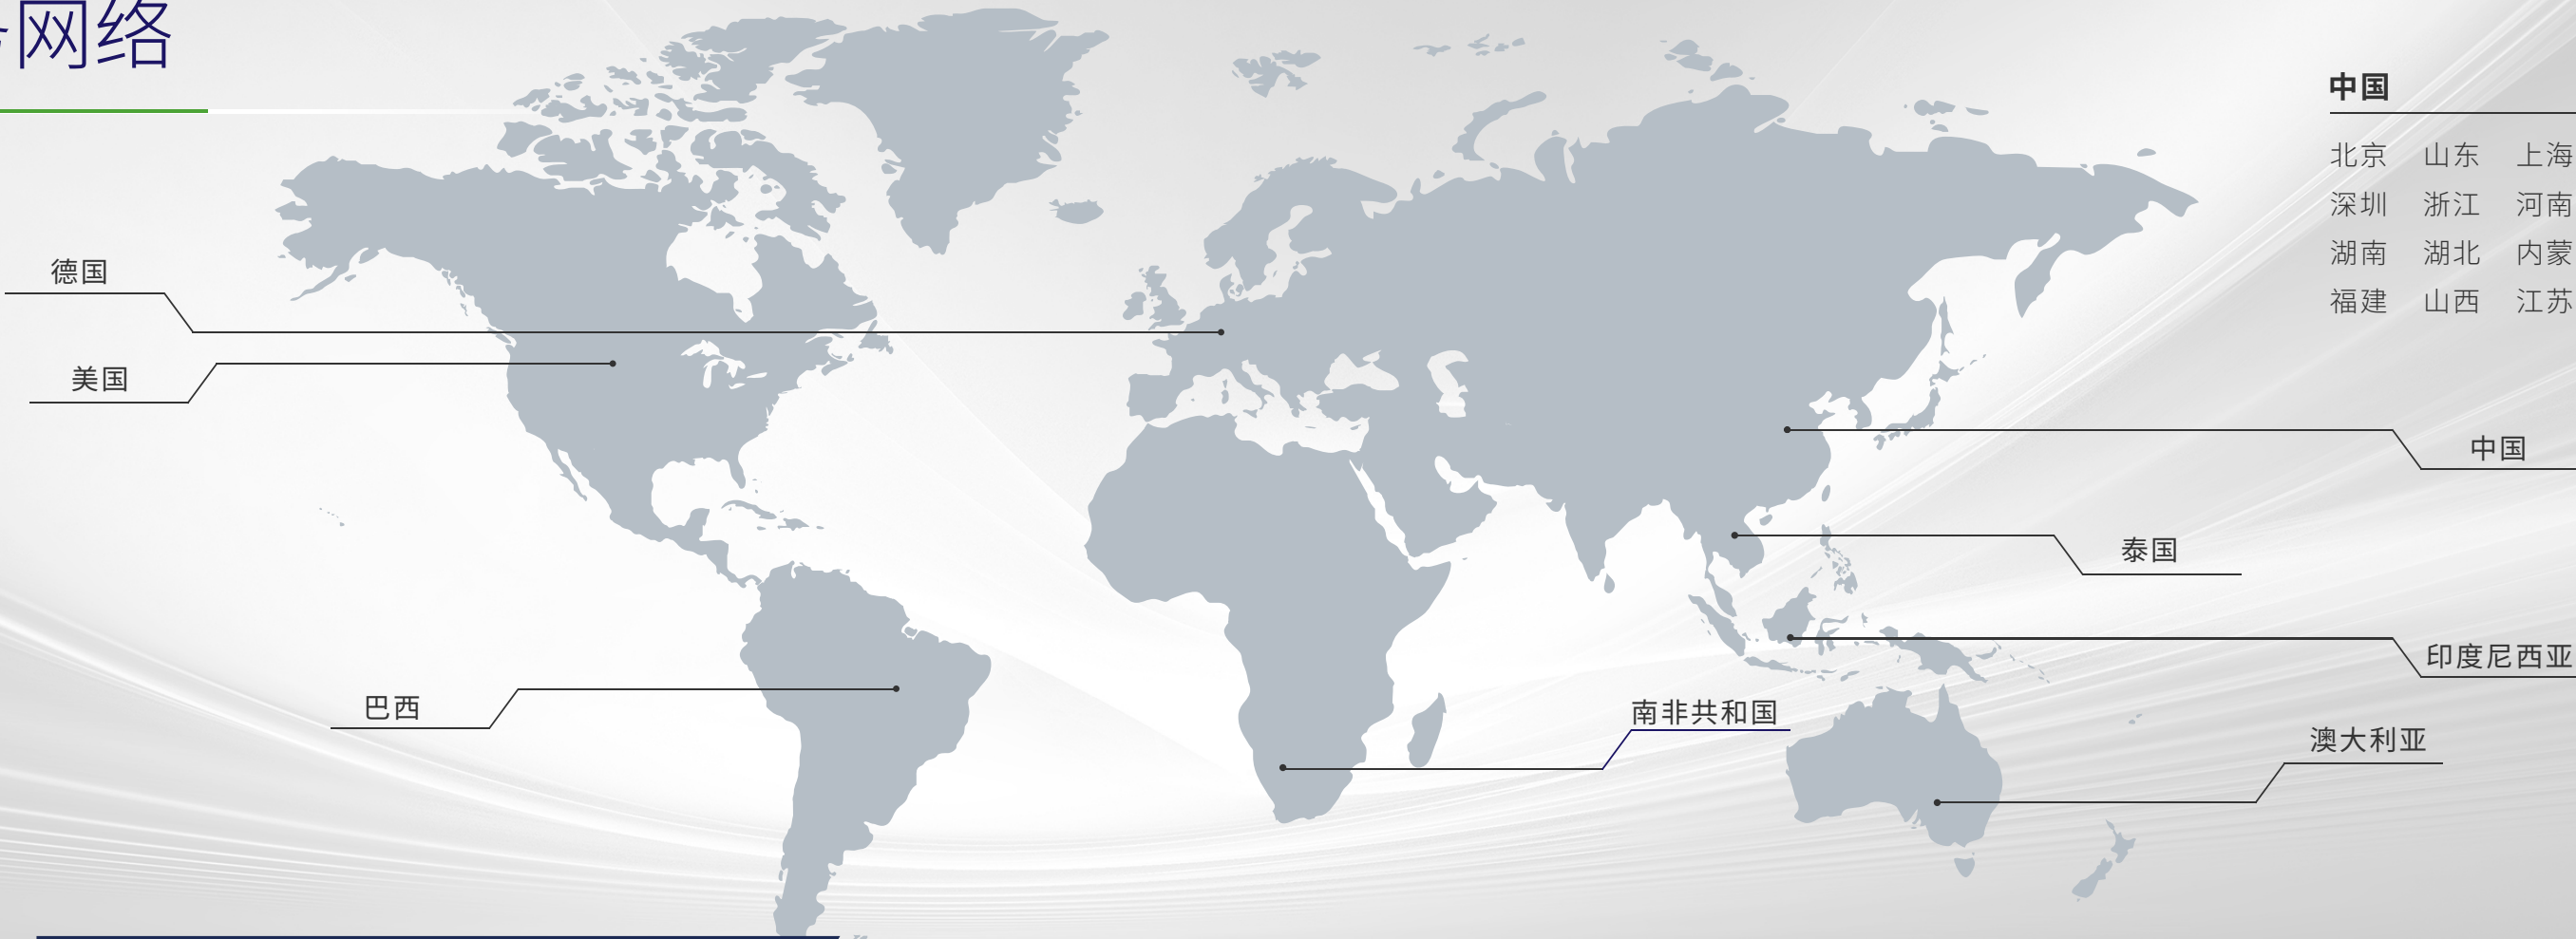 网络
中国
北京 山东 上海
深圳 浙江 河南
湖南 湖北 内蒙
福建 山西 江苏
德国
美国
中国
泰国
印度尼西亚
巴西
南非共和国
澳大利亚